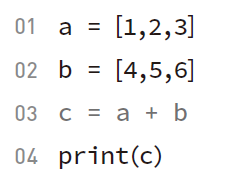 01 a = [1,2,3]
02 b = [4,5,6]
03 c = a + b
04 print(c)